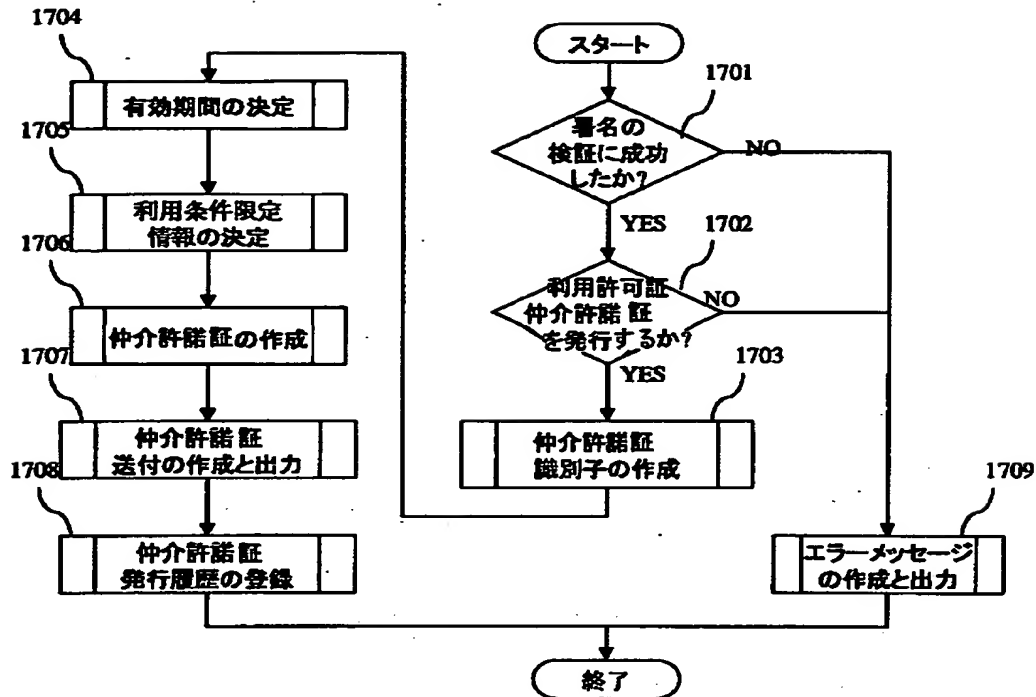 スタート
1701
署名の
検証に成功
したか?
NO
YES
1702
利用許可証
仲介許諾証
を発行するか?
NO
YES
1703
仲介許諾証
識別子の作成
1704
有効期間の決定
1705
利用条件限定
情報の決定
1706
仲介許諾証の作成
1707
仲介許諾証
送付の作成と出力
1708
仲介許諾証
発行履歴の登録
1709
エラーメッセージ
の作成と出力
終了